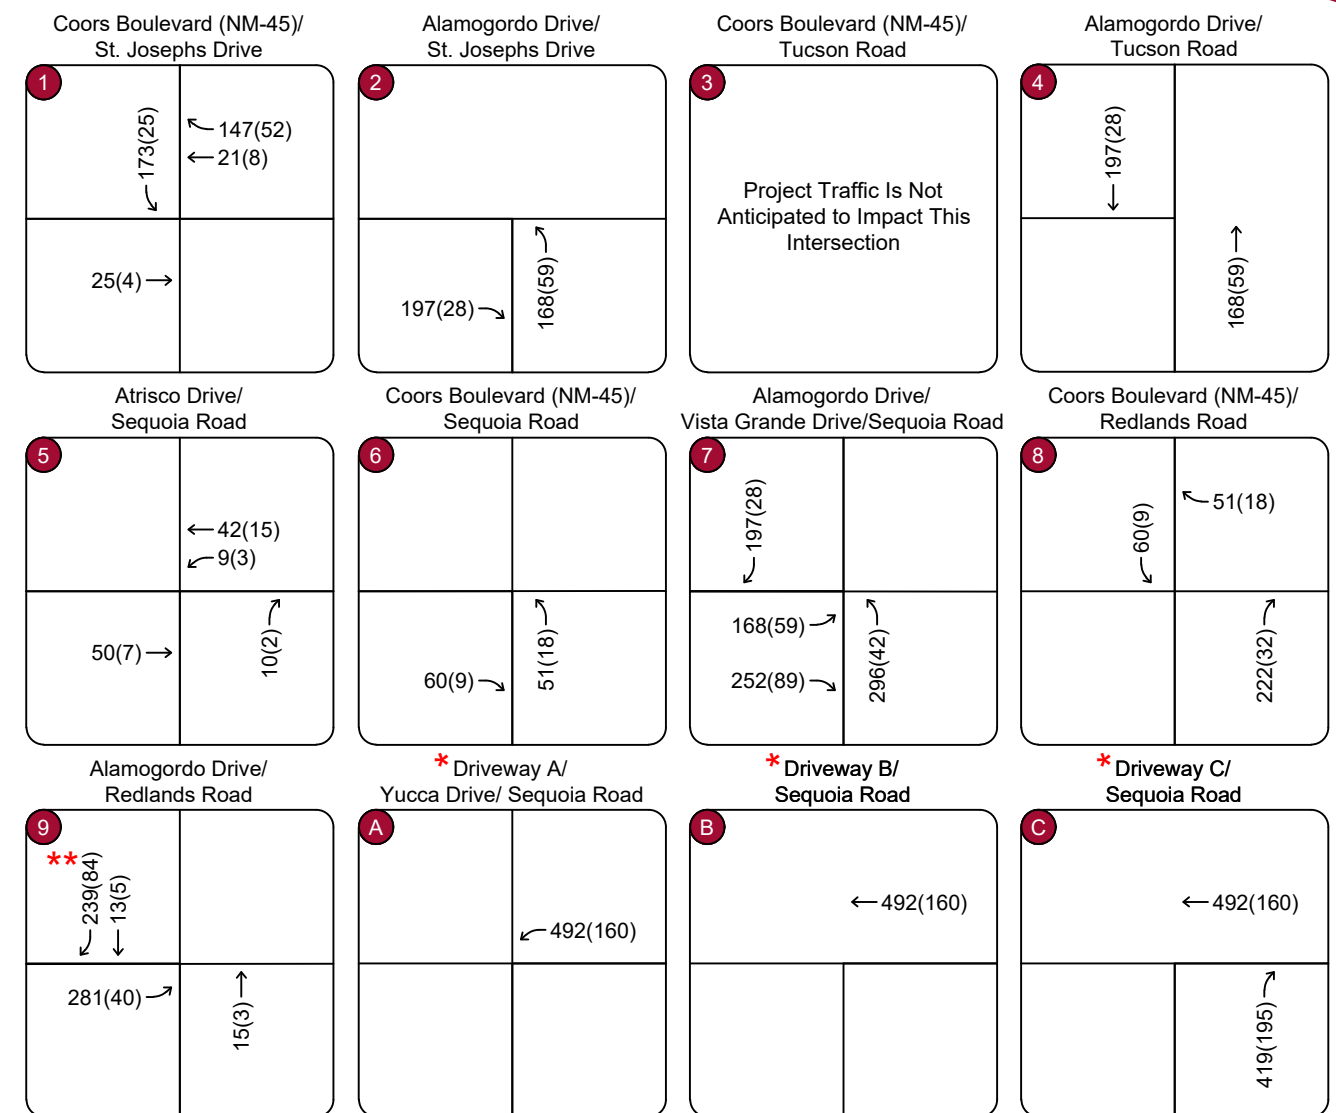 Coors Boulevard (NM-45)/
St. Josephs Drive
1
173(25)
147(52)
21(8)
25(4)
Alamogordo Drive/
St. Josephs Drive
2
197(28)
168(59)
Coors Boulevard (NM-45)/
Tucson Road
3
Project Traffic Is Not
Anticipated to Impact This
Intersection
Alamogordo Drive/
Tucson Road
4
197(28)
168(59)
Atrisco Drive/
Sequoia Road
5
42(15)
9(3)
50(7)
10(2)
Coors Boulevard (NM-45)/
Sequoia Road
6
60(9)
51(18)
Alamogordo Drive/
Vista Grande Drive/Sequoia Road
7
197(28)
168(59)
252(89)
296(42)
Coors Boulevard (NM-45)/
Redlands Road
8
60(9)
51(18)
222(32)
Alamogordo Drive/
Redlands Road
9
**
239(84)
13(5)
281(40)
15(3)
* Driveway A/
Yucca Drive/ Sequoia Road
A
492(160)
* Driveway B/
Sequoia Road
B
492(160)
* Driveway C/
Sequoia Road
C
492(160)
419(195)